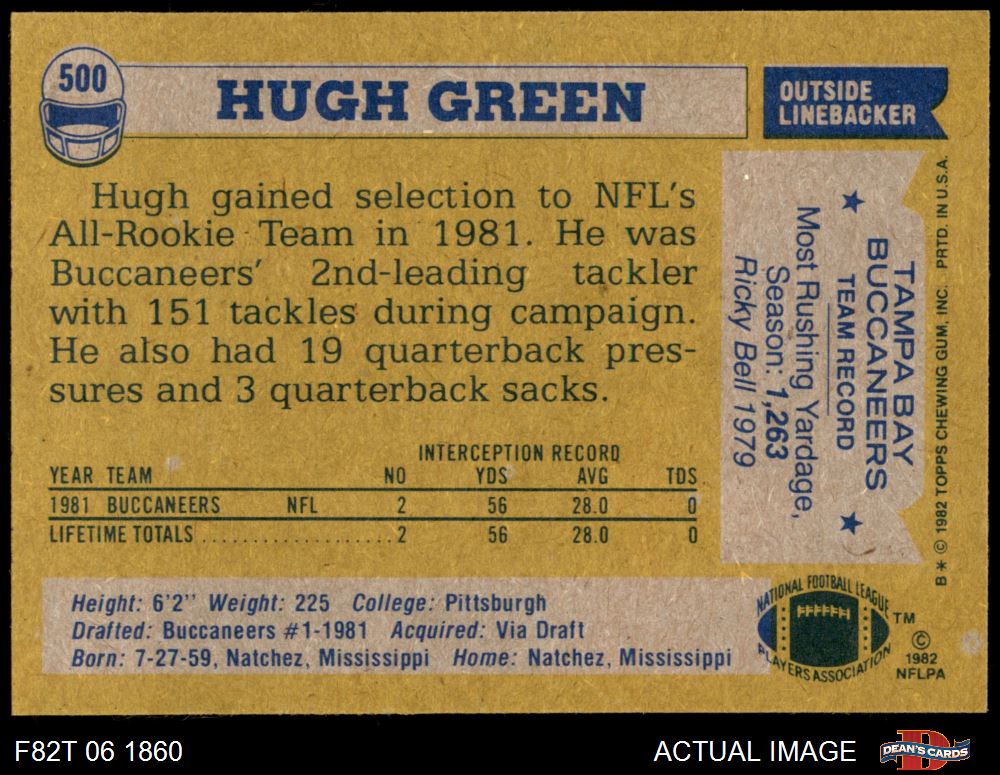 500
HUGH GREEN
OUTSIDE
LINEBACKER
Hugh gained selection to NFL's
All-Rookie Team in 1981. He was
Buccaneers' 2nd-leading tackler
with 151 tackles during campaign.
He also had 19 quarterback pres-
sures and 3 quarterback sacks.
INTERCEPTION RECORD
YEAR TEAM NO YDS AVG TDS
1981 BUCCANEERS NFL 2 56 28.0 0
LIFETIME TOTALS ................... 2 56 28.0 0
Height: 6'2" Weight: 225 College: Pittsburgh
Drafted: Buccaneers #1-1981 Acquired: Via Draft
Born: 7-27-59, Natchez, Mississippi Home: Natchez, Mississippi
TAMPA BAY
BUCCANEERS
★ TEAM RECORD ★
Most Rushing Yardage,
Season: 1,263
Ricky Bell 1979
B* © 1982 TOPPS CHEWING GUM, INC. PRTD. IN U.S.A.
NATIONAL FOOTBALL LEAGUE
PLAYERS ASSOCIATION
TM
©
1982
NFLPA
F82T 06 1860
ACTUAL IMAGE
DEAN'S CARDS